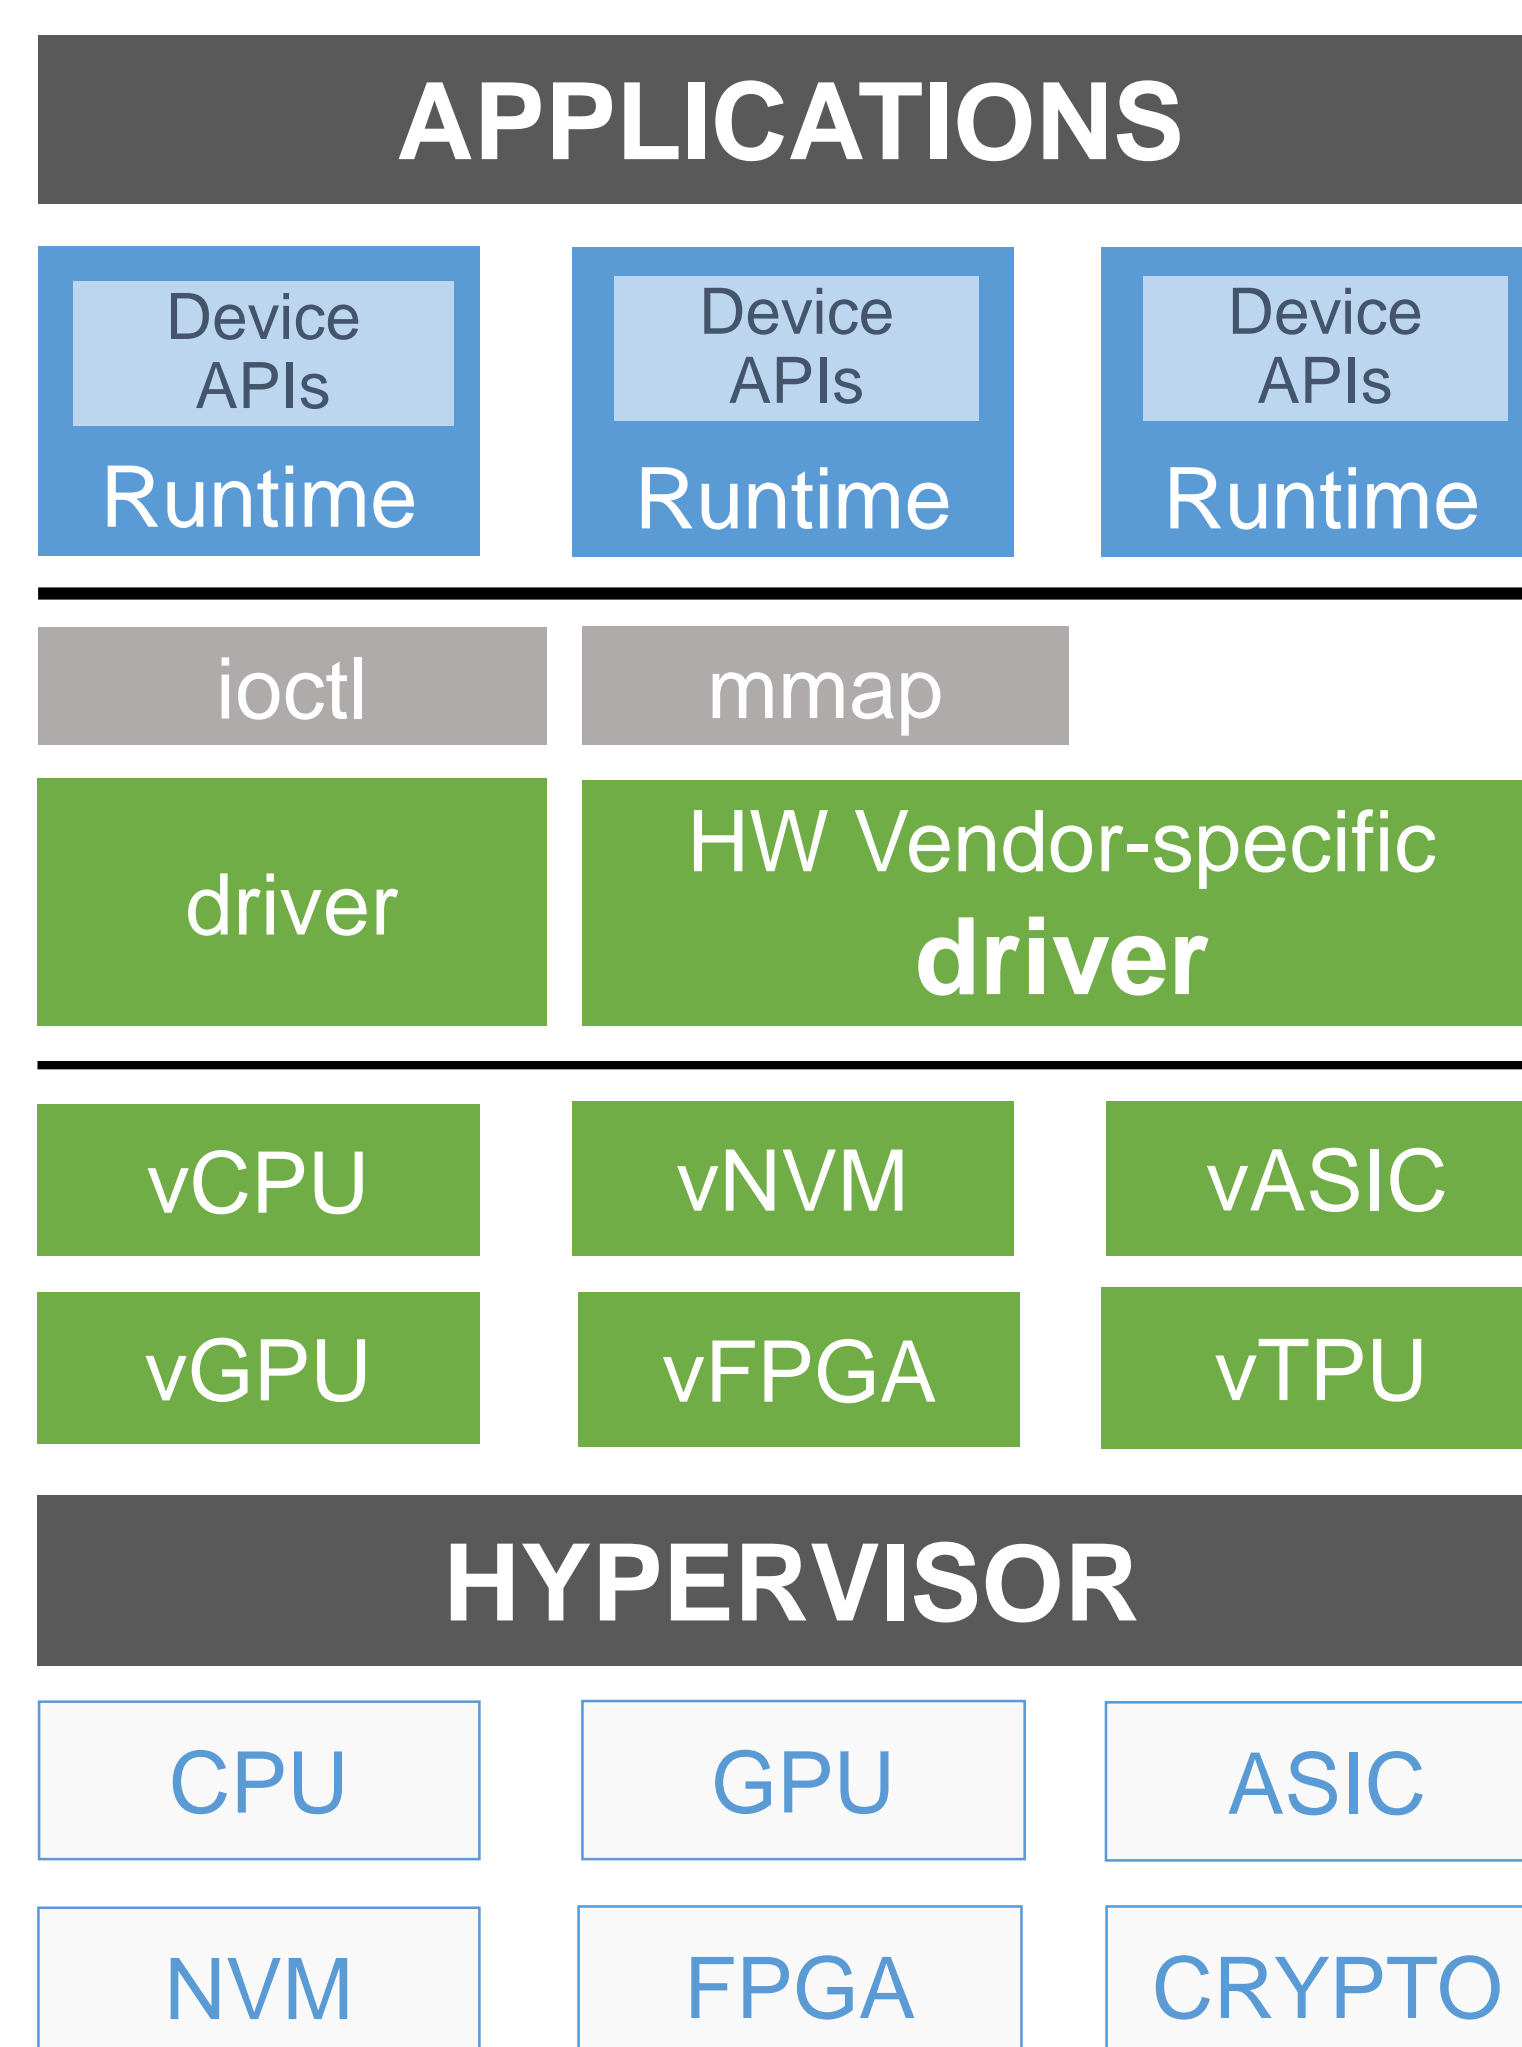 APPLICATIONS
Device
APIs
Runtime
Device
APIs
Runtime
Device
APIs
Runtime
ioctl
mmap
driver
HW Vendor-specific
driver
vCPU
vNVM
vASIC
vGPU
vFPGA
vTPU
HYPERVISOR
CPU
GPU
ASIC
NVM
FPGA
CRYPTO